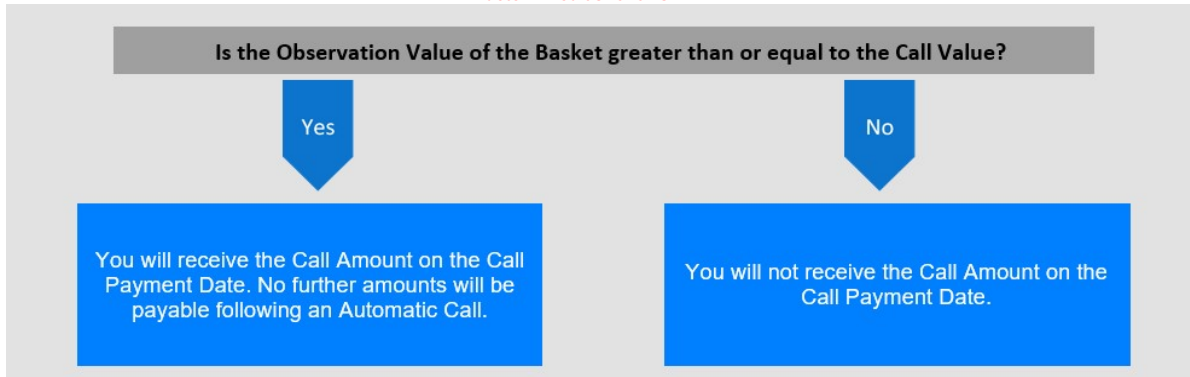 Is the Observation Value of the Basket greater than or equal to the Call Value?
Yes
No
You will receive the Call Amount on the Call
Payment Date. No further amounts will be
payable following an Automatic Call.
You will not receive the Call Amount on the
Call Payment Date.